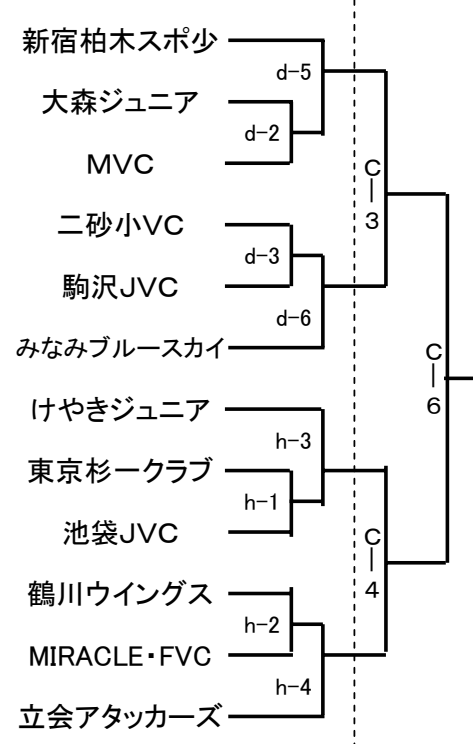 新宿柏木スポ少
d-5
大森ジュニア
d-2
MVC
C-3
二砂小VC
d-3
駒沢JVC
d-6
みなみブルースカイ
C-6
けやきジュニア
h-3
東京杉一クラブ
h-1
池袋JVC
C-4
鶴川ウイングス
h-2
MIRACLE・FVC
h-4
立会アタッカーズ